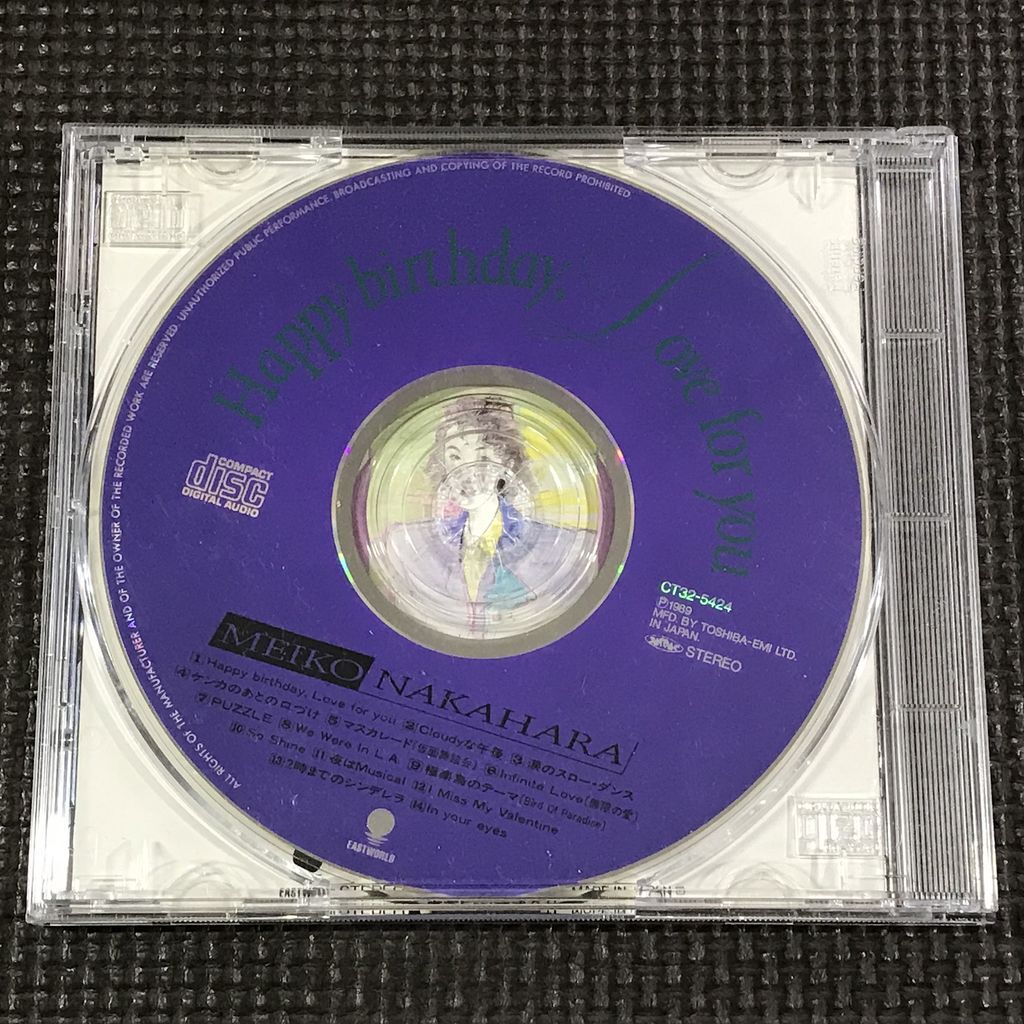 ALL RIGHTS OF THE MANUFACTURER AND OF THE OWNER OF THE RECORDED WORK ARE RESERVED. UNAUTHORIZED PUBLIC PERFORMANCE. BROADCASTING AND COPYING OF THE RECORD PROHIBITED.
Happy birthday, Love for you
COMPACT
disc
DIGITAL AUDIO
CT32-5424
Ⓟ1989
MFD. BY TOSHIBA-EMI LTD.
IN JAPAN.
STEREO
MEIKO NAKAHARA
1 Happy birthday, Love for you 2 Cloudyな午後 3 涙のスロー・ダンス
4 ケンカのあとの口づけ 5 マスカレード(仮面舞踏会) 6 Infinite Love(無限の愛)
7 PUZZLE 8 We Were In L.A. 9 極楽鳥のテーマ(Bird Of Paradise)
10 So Shine 11 夜はMusical 12 I Miss My Valentine
13 2時までのシンデレラ 14 In your eyes
EASTWORLD